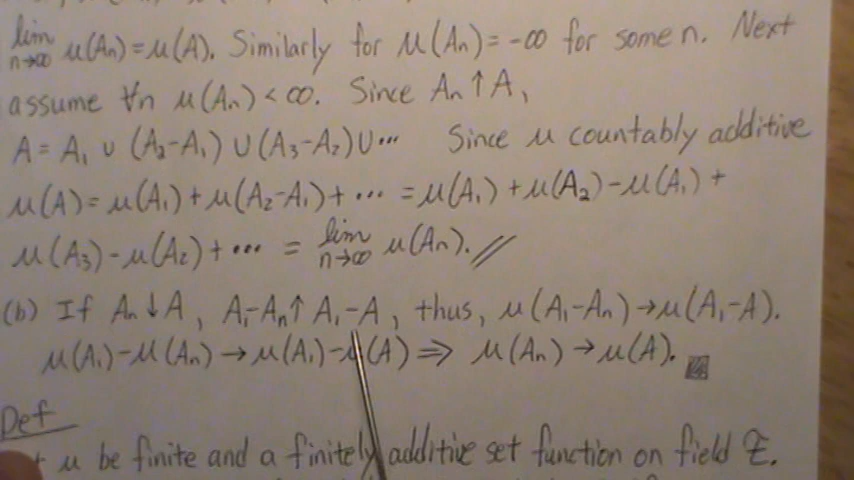 lim n→∞ μ(An) = μ(A). Similarly for μ(An) = -∞ for some n. Next
assume ∀n μ(An) < ∞. Since An ↑ A,
A = A₁ ∪ (A₂-A₁) ∪ (A₃-A₂) ∪ ··· Since μ countably additive
μ(A) = μ(A₁) + μ(A₂-A₁) + ··· = μ(A₁) + μ(A₂) - μ(A₁) +
μ(A₃) - μ(A₂) + ··· = lim n→∞ μ(An). //
(b) If An ↓ A, A₁-An ↑ A₁-A, thus, μ(A₁-An) → μ(A₁-A).
μ(A₁) - μ(An) → μ(A₁) - μ(A) ⇒ μ(An) → μ(A).
Def
μ be finite and a finitely additive set function on field